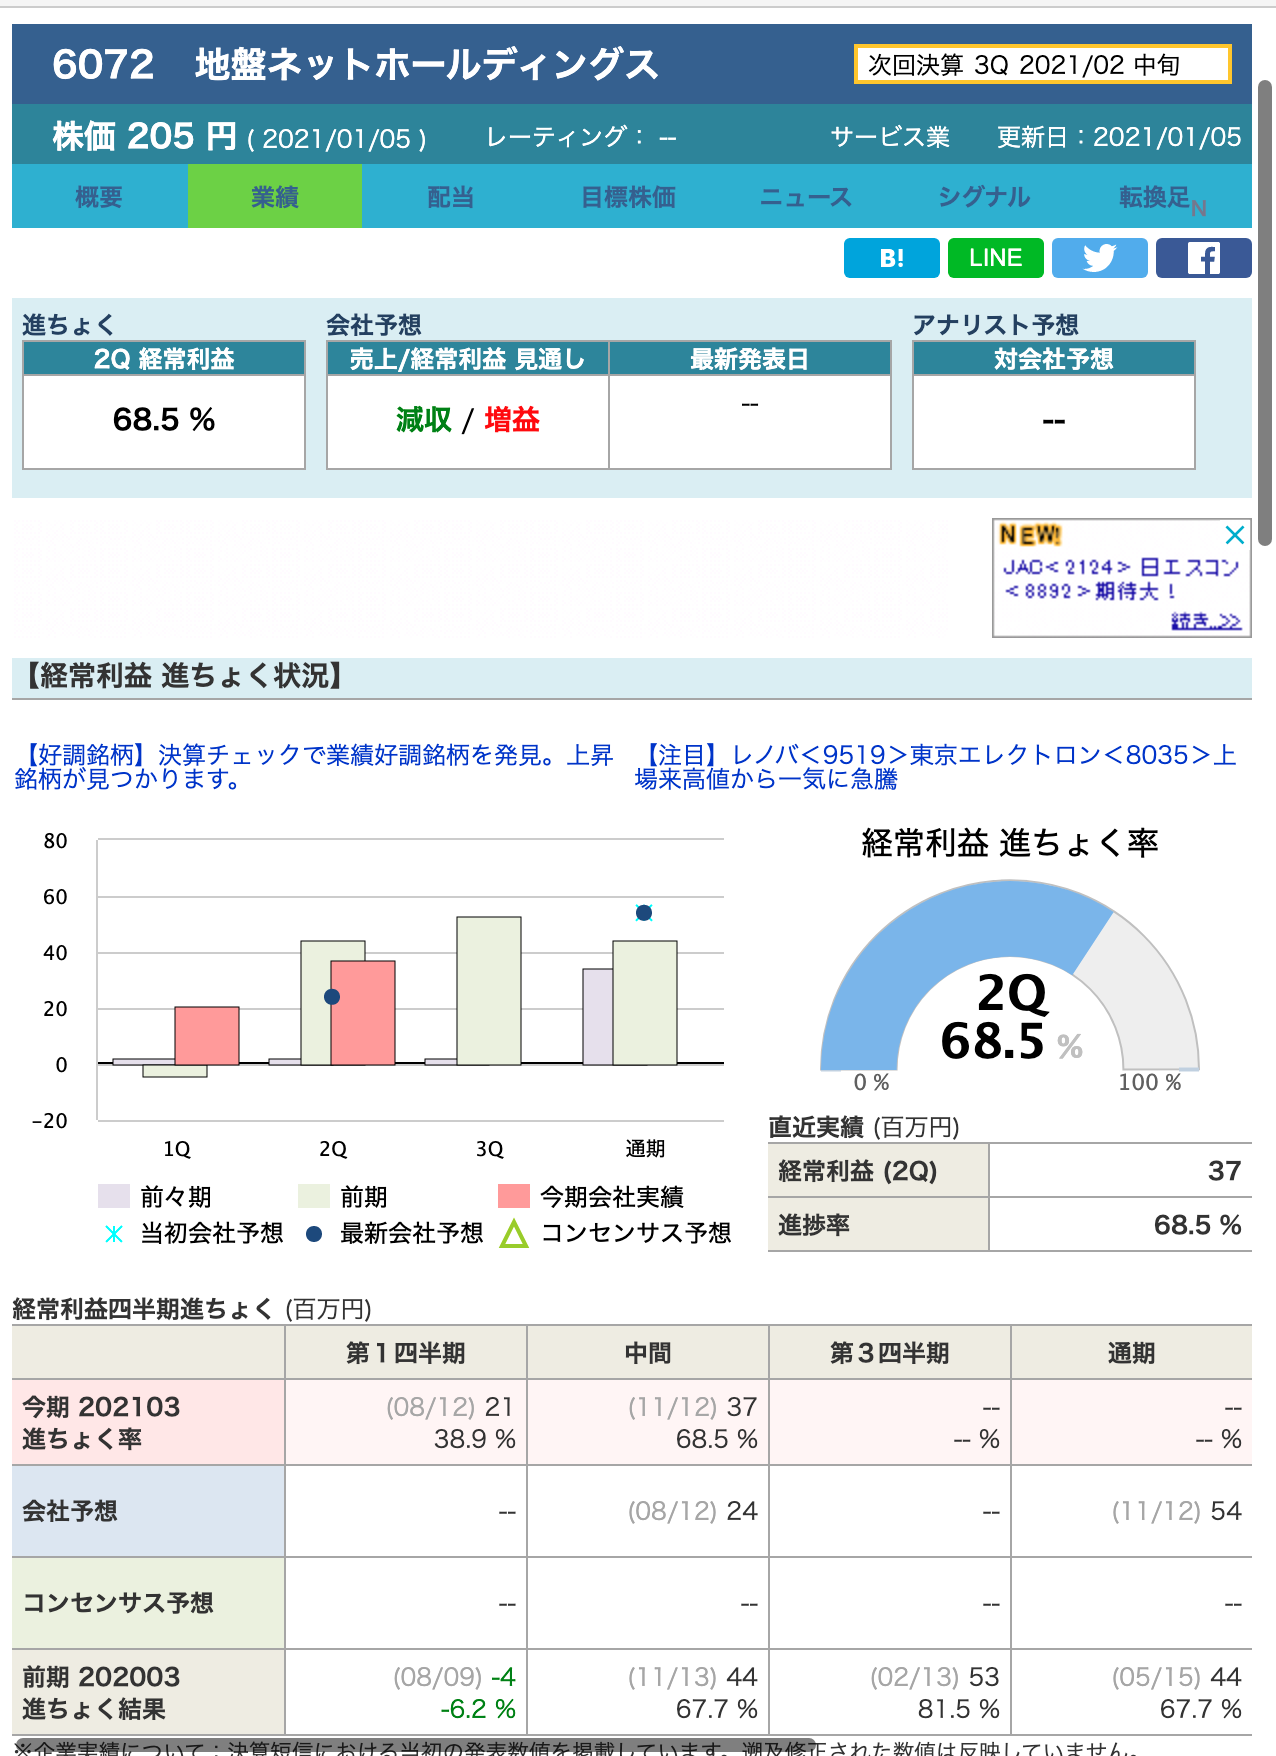 6072　地盤ネットホールディングス
次回決算 3Q 2021/02 中旬
株価 205 円 ( 2021/01/05 )　レーティング： --　サービス業　更新日：2021/01/05
概要　業績　配当　目標株価　ニュース　シグナル　転換足N
B!　LINE
進ちょく　会社予想　アナリスト予想
2Q 経常利益　売上/経常利益 見通し　最新発表日　対会社予想
68.5 %　減収 / 増益　--　--
NEW!
JAC<2124> 日エスコン
<8892>期待大！
続き..>>
【経常利益 進ちょく状況】
【好調銘柄】決算チェックで業績好調銘柄を発見。上昇
銘柄が見つかります。
【注目】レノバ<9519>東京エレクトロン<8035>上
場来高値から一気に急騰
80
60
40
20
0
-20
1Q　2Q　3Q　通期
前々期　前期　今期会社実績
当初会社予想　最新会社予想　コンセンサス予想
経常利益 進ちょく率
2Q
68.5 %
0 %　100 %
直近実績 (百万円)
経常利益 (2Q)　37
進捗率　68.5 %
経常利益四半期進ちょく (百万円)
第１四半期　中間　第３四半期　通期
今期 202103　(08/12) 21　(11/12) 37　--　--
進ちょく率　38.9 %　68.5 %　-- %　-- %
会社予想　--　(08/12) 24　--　(11/12) 54
コンセンサス予想　--　--　--　--
前期 202003　(08/09) -4　(11/13) 44　(02/13) 53　(05/15) 44
進ちょく結果　-6.2 %　67.7 %　81.5 %　67.7 %
※企業実績について：決算短信における当初の発表数値を掲載しています。遡及修正された数値は反映していません。